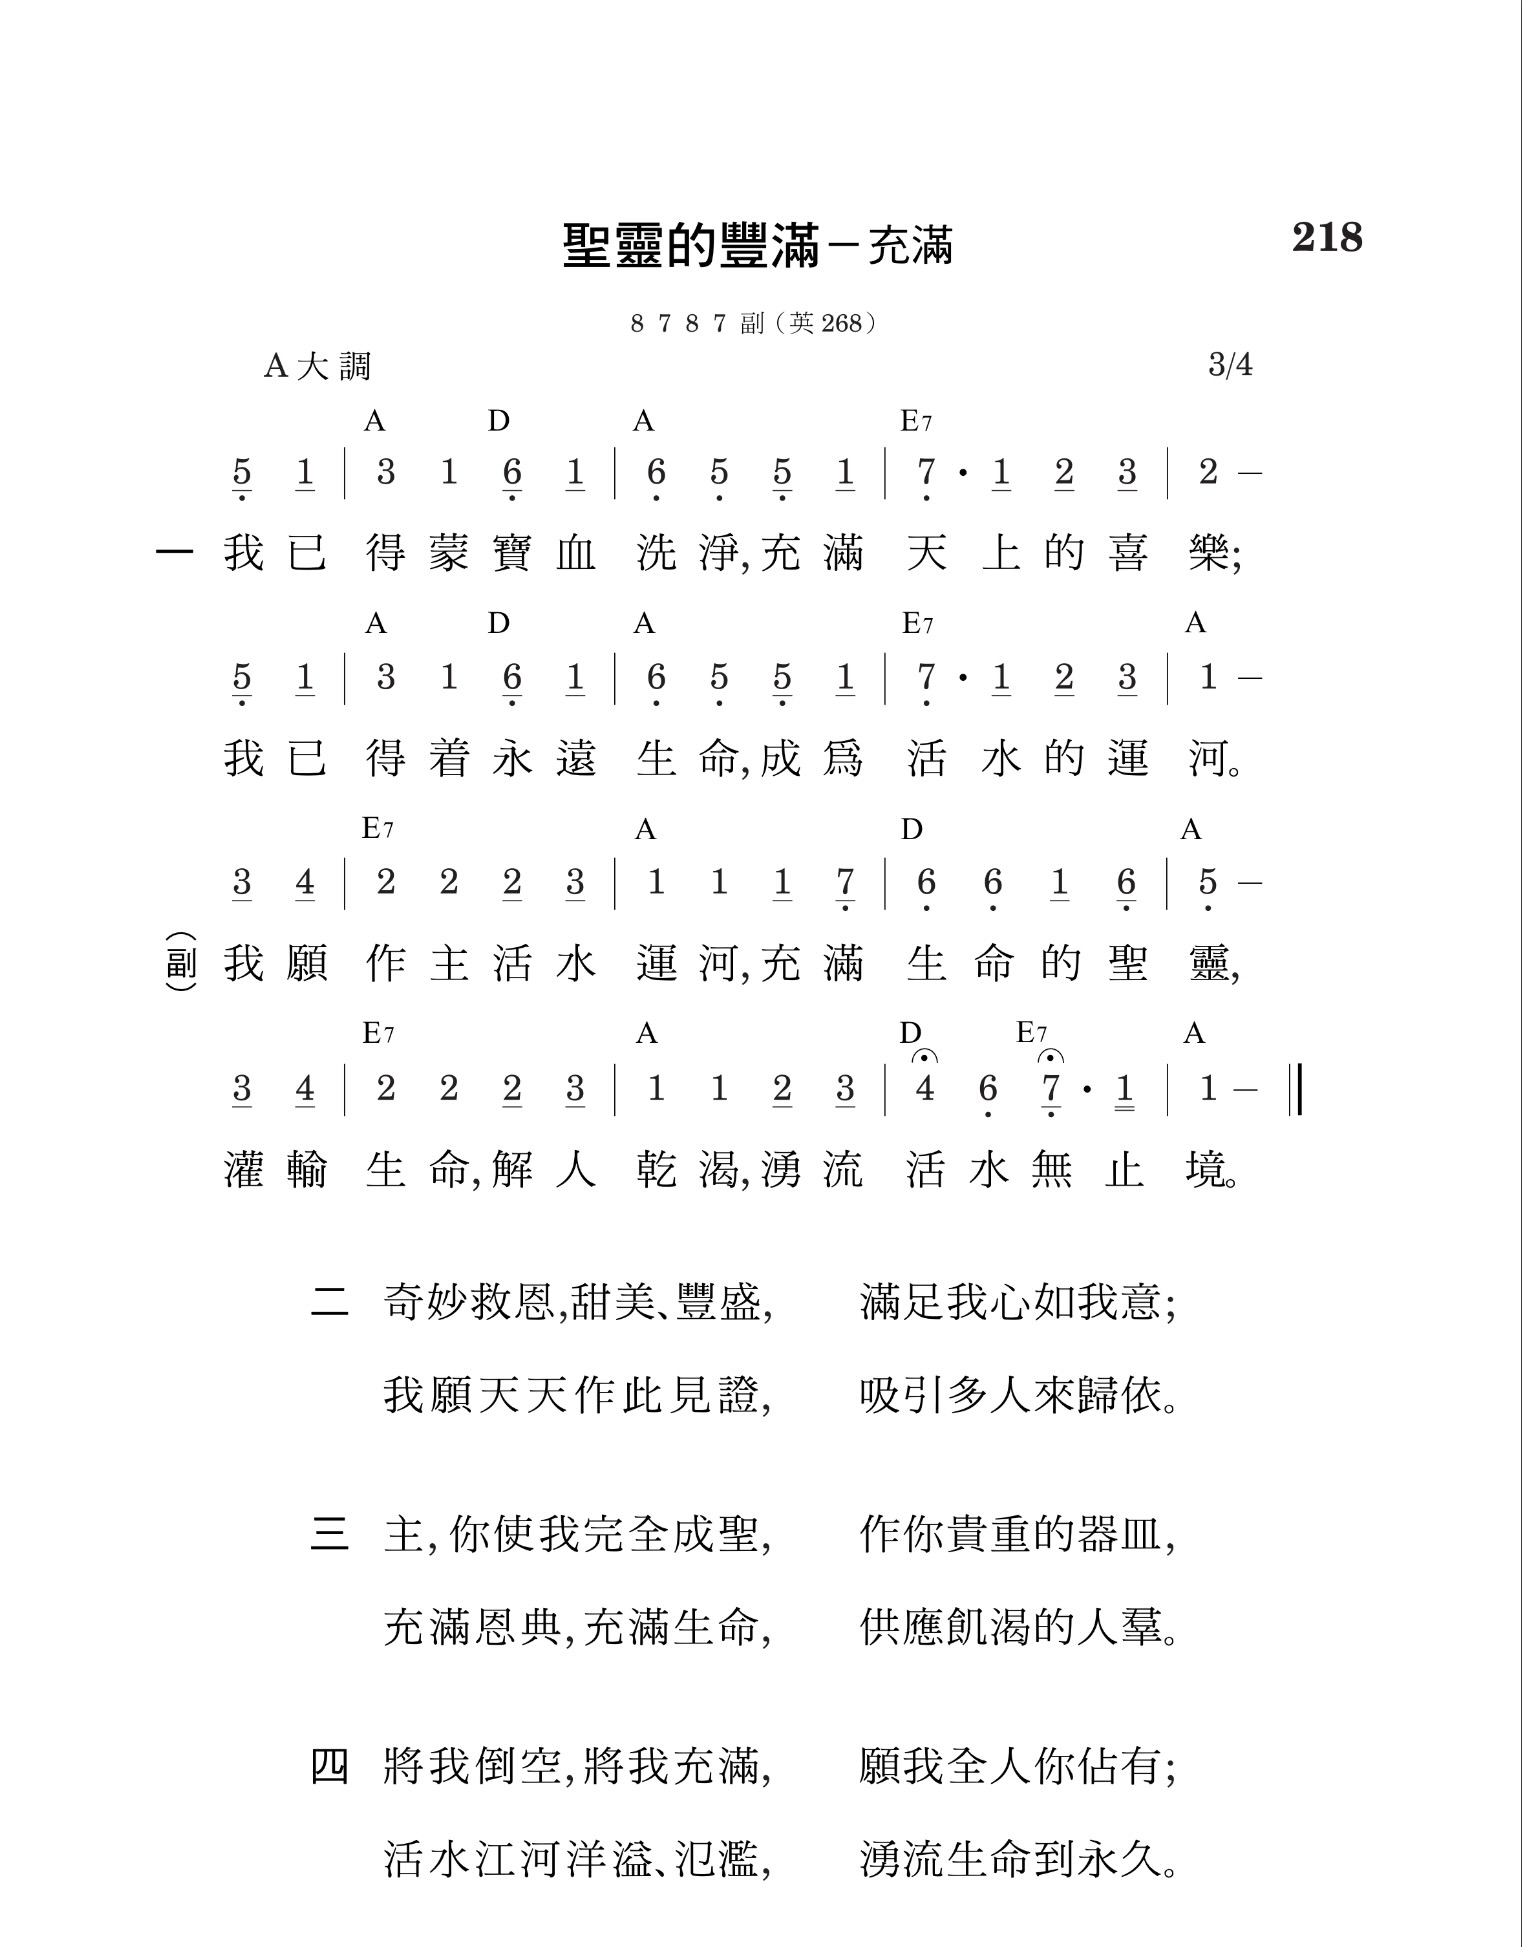 聖靈的豐滿－充滿
218
8 7 8 7 副（英268）
A大調 3/4
A D A E7
5 1 | 3 1 6 1 | 6 5 5 1 | 7 • 1 2 3 | 2 －
一 我已得蒙寶血洗淨,充滿天上的喜樂;
A D A E7 A
5 1 | 3 1 6 1 | 6 5 5 1 | 7 • 1 2 3 | 1 －
我已得着永遠生命,成爲活水的運河。
E7 A D A
3 4 | 2 2 2 3 | 1 1 1 7 | 6 6 1 6 | 5 －
（副） 我願作主活水運河,充滿生命的聖靈,
E7 A D E7 A
3 4 | 2 2 2 3 | 1 1 2 3 | 4 6 7 • 1 | 1 － ||
灌輸生命,解人乾渴,湧流活水無止境。
二 奇妙救恩,甜美、豐盛, 滿足我心如我意;
我願天天作此見證, 吸引多人來歸依。
三 主,你使我完全成聖, 作你貴重的器皿,
充滿恩典,充滿生命, 供應飢渴的人羣。
四 將我倒空,將我充滿, 願我全人你佔有;
活水江河洋溢、氾濫, 湧流生命到永久。